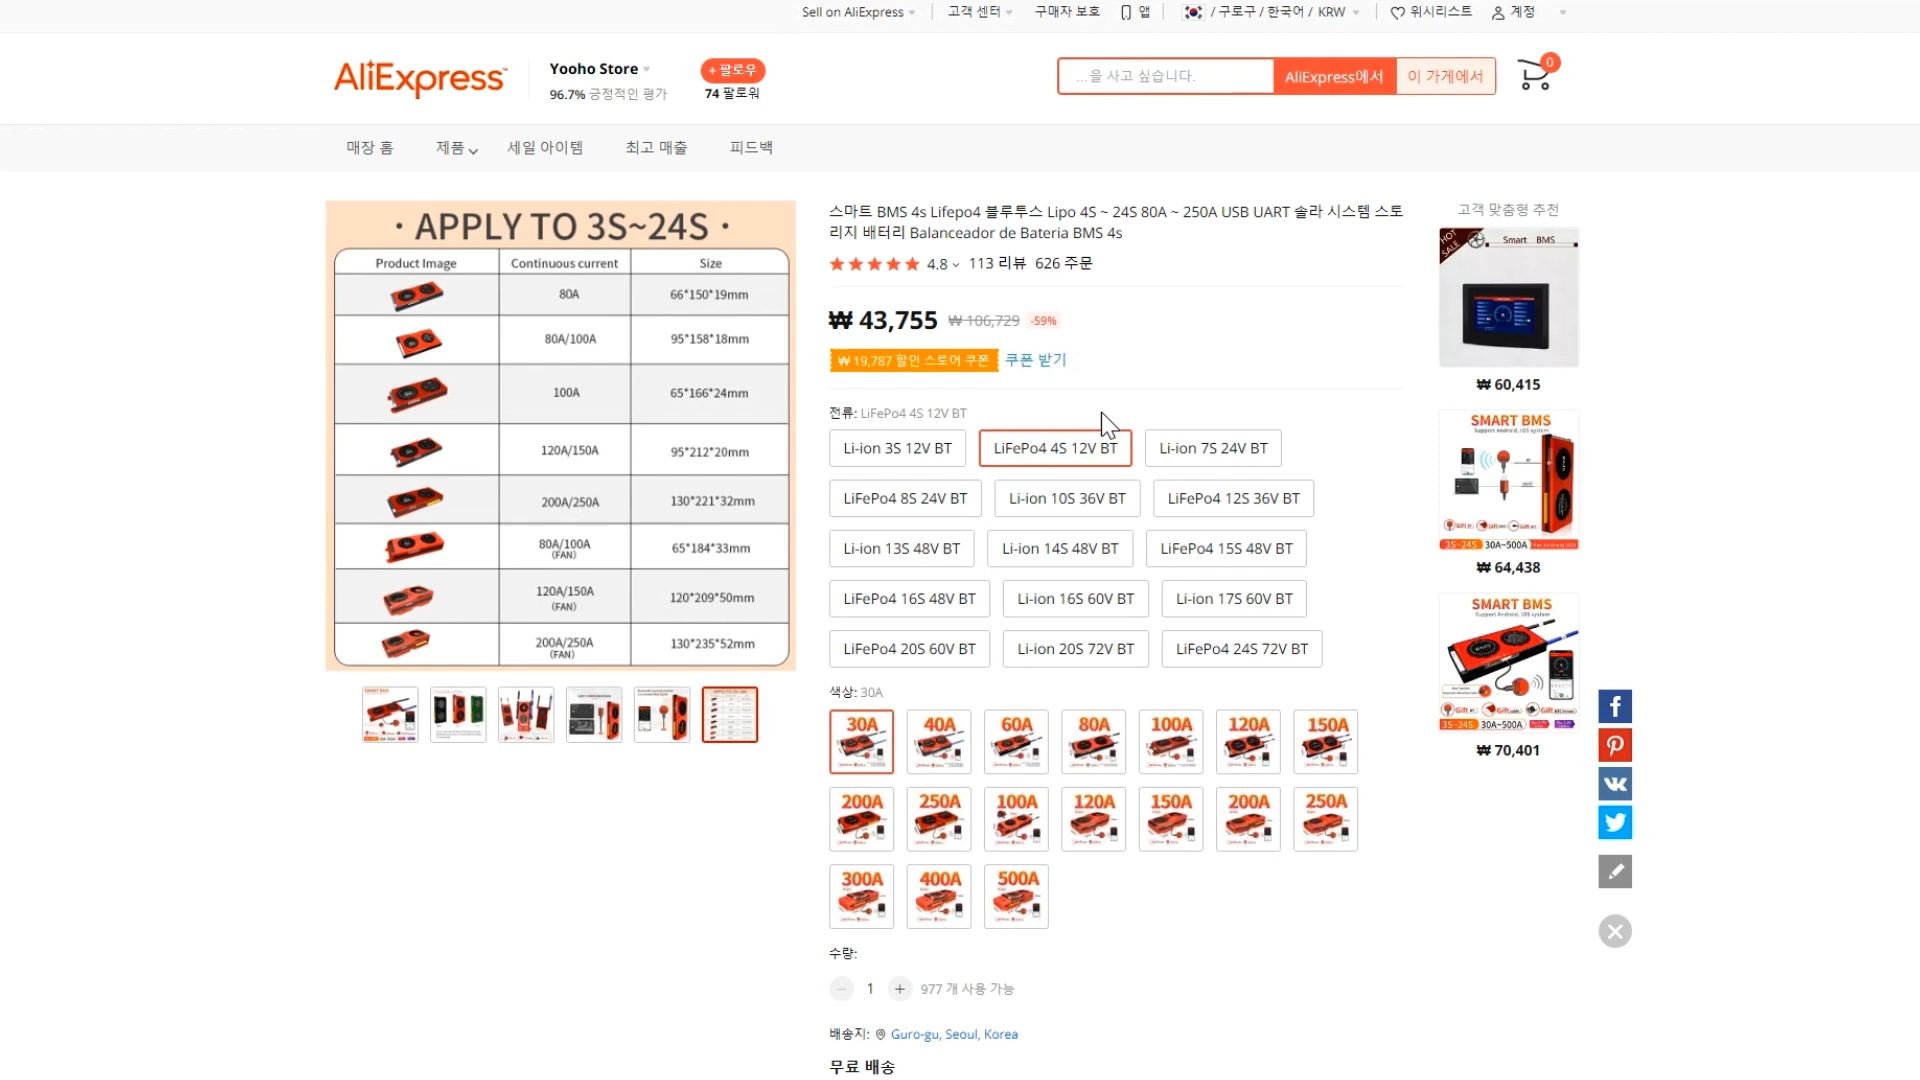 Sell on AliExpress
고객 센터
구매자 보호
앱
/ 구로구 / 한국어 / KRW
위시리스트
계정
AliExpress
Yooho Store
96.7% 긍정적인 평가
+ 팔로우
74 팔로워
...을 사고 싶습니다.
AliExpress에서
이 가게에서
0
매장 홈
제품
세일 아이템
최고 매출
피드백
· APPLY TO 3S~24S ·
Product Image Continuous current Size
80A 66*150*19mm
80A/100A 95*158*18mm
100A 65*166*24mm
120A/150A 95*212*20mm
200A/250A 130*221*32mm
80A/100A (FAN) 65*184*33mm
120A/150A (FAN) 120*209*50mm
200A/250A (FAN) 130*235*52mm
스마트 BMS 4s Lifepo4 블루투스 Lipo 4S ~ 24S 80A ~ 250A USB UART 솔라 시스템 스토
리지 배터리 Balanceador de Bateria BMS 4s
4.8 113 리뷰 626 주문
₩ 43,755 ₩ 106,729 -59%
₩ 19,787 할인 스토어 쿠폰 쿠폰 받기
전류: LiFePo4 4S 12V BT
Li-ion 3S 12V BT LiFePo4 4S 12V BT Li-ion 7S 24V BT
LiFePo4 8S 24V BT Li-ion 10S 36V BT LiFePo4 12S 36V BT
Li-ion 13S 48V BT Li-ion 14S 48V BT LiFePo4 15S 48V BT
LiFePo4 16S 48V BT Li-ion 16S 60V BT Li-ion 17S 60V BT
LiFePo4 20S 60V BT Li-ion 20S 72V BT LiFePo4 24S 72V BT
색상: 30A
30A 40A 60A 80A 100A 120A 150A
200A 250A 100A 120A 150A 200A 250A
300A 400A 500A
수량:
− 1 + 977 개 사용 가능
배송지: Guro-gu, Seoul, Korea
무료 배송
고객 맞춤형 추천
HOT SALE
Smart BMS
₩ 60,415
SMART BMS
Support Android, IOS system
3S-24S 30A~500A
₩ 64,438
SMART BMS
Support Android, IOS system
3S-24S 30A~500A
₩ 70,401